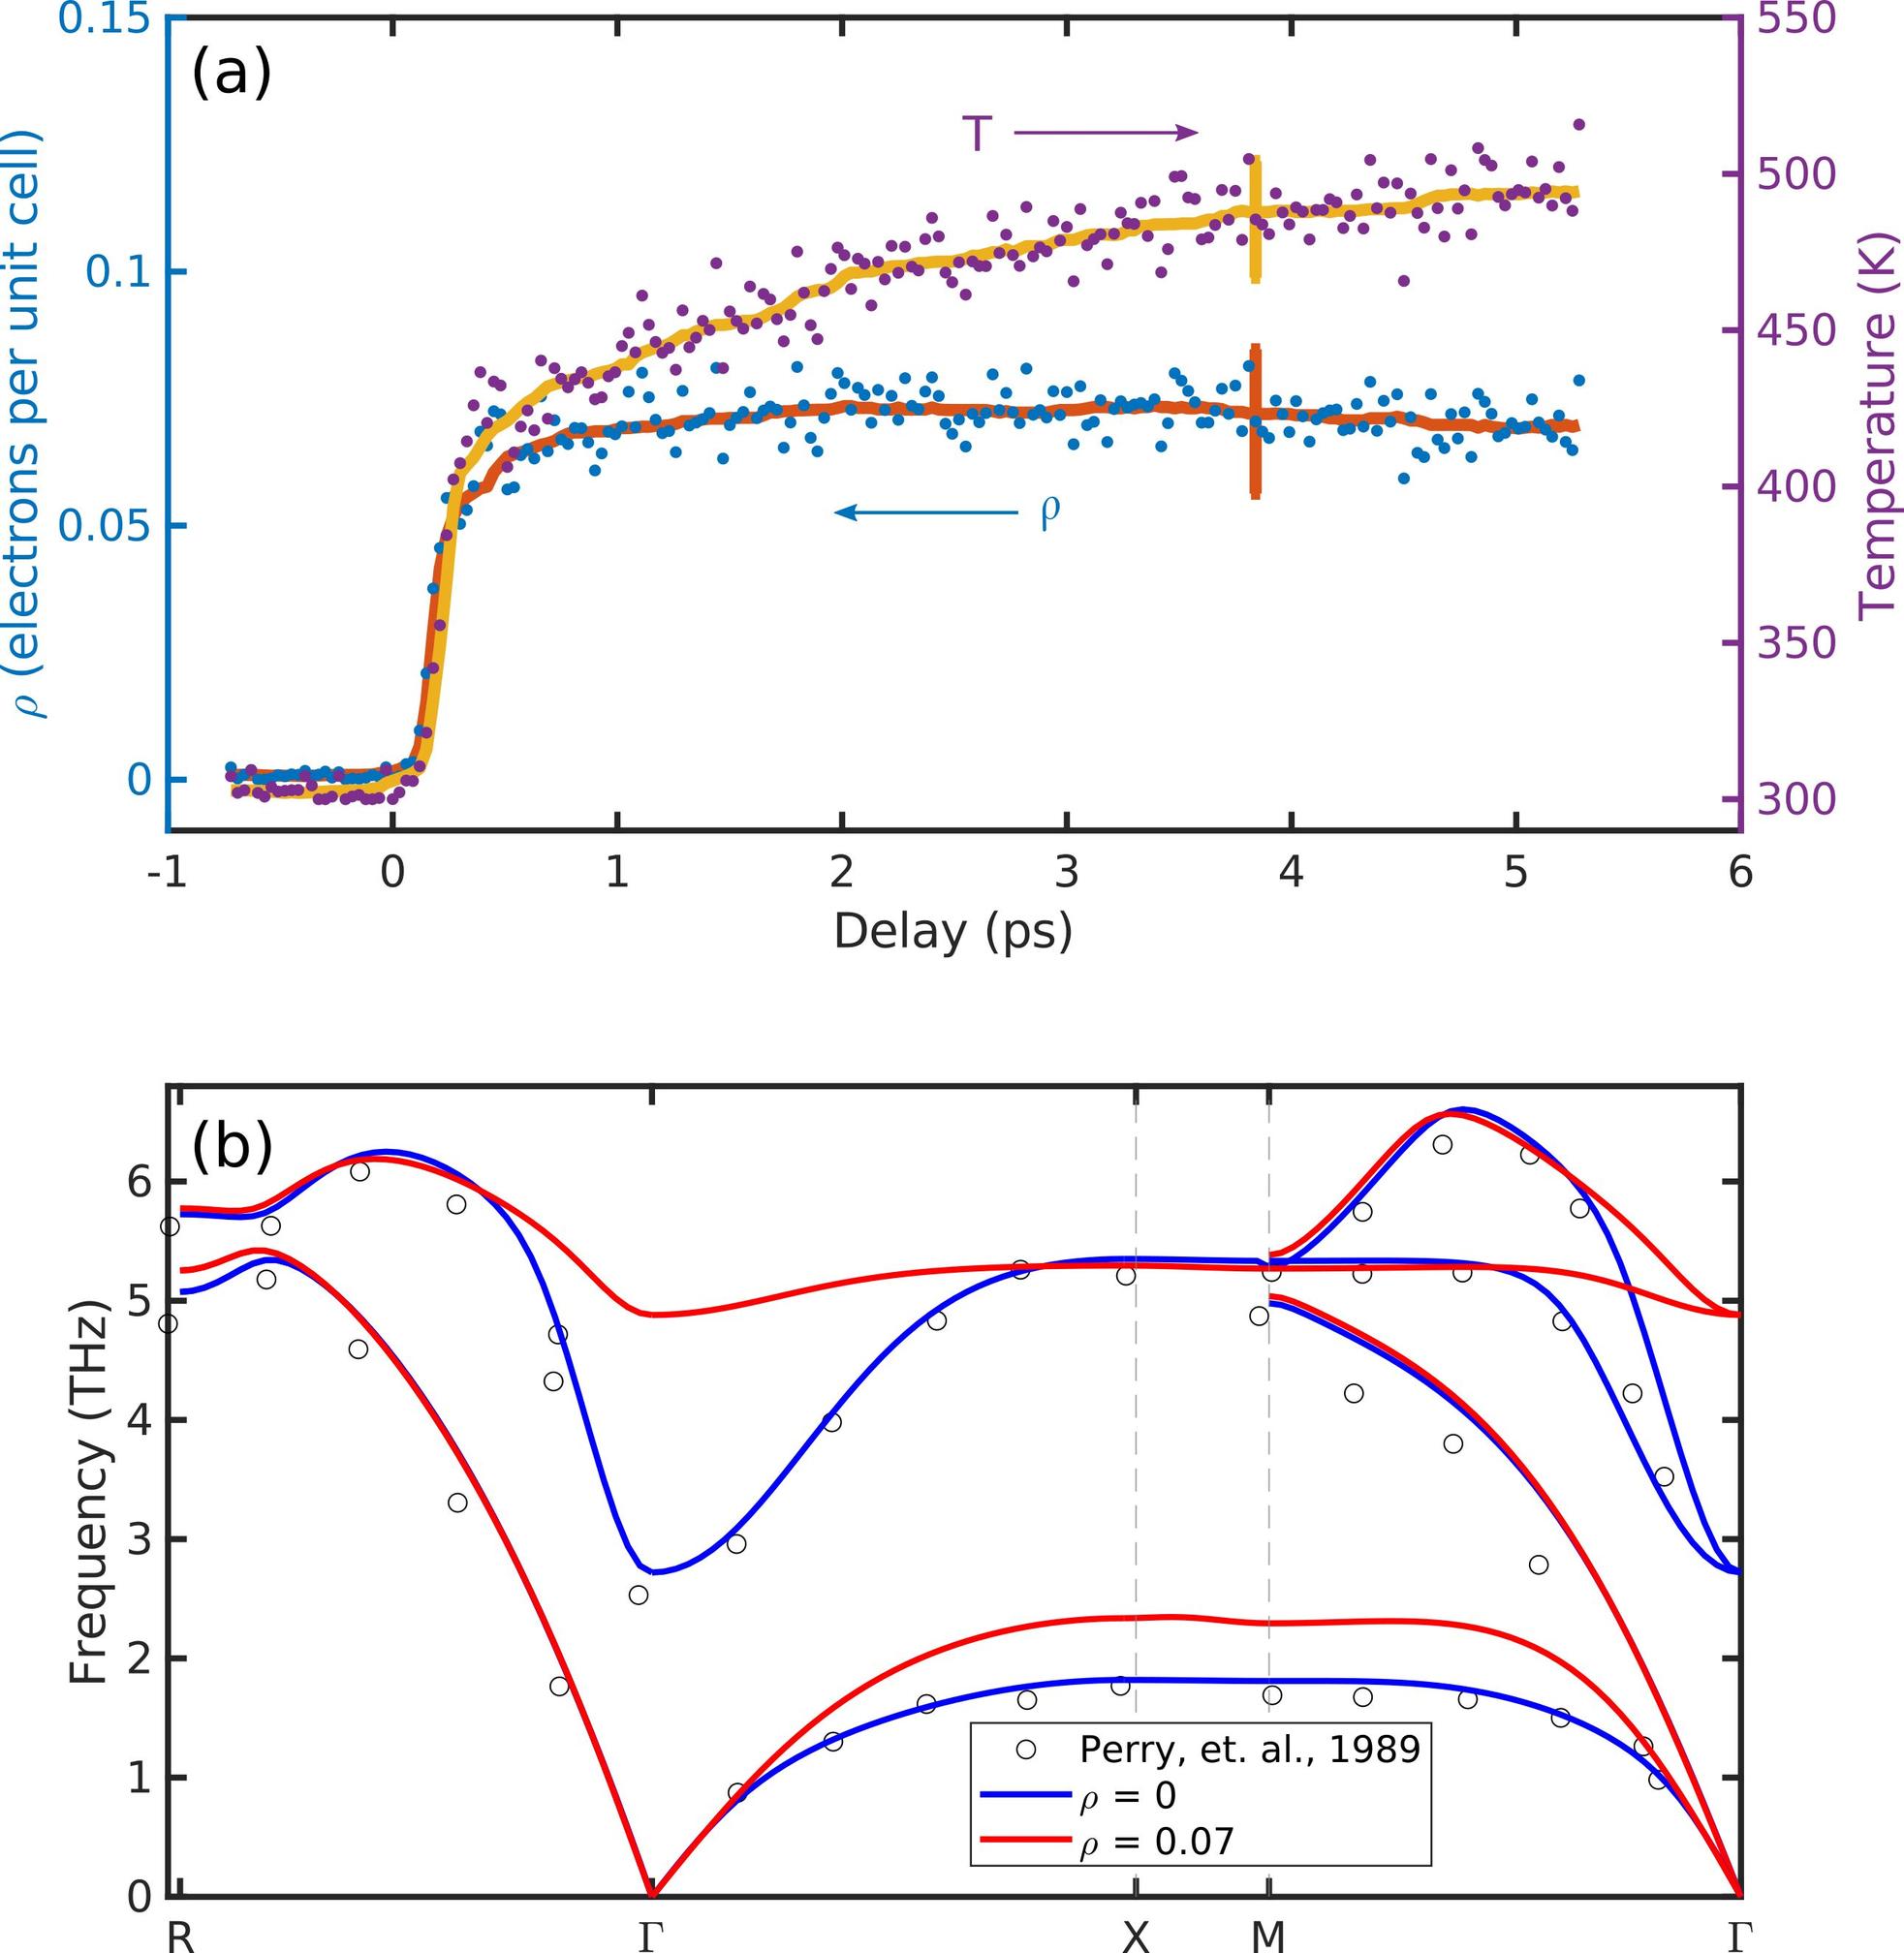 (a)
0.15
0.1
0.05
0
ρ (electrons per unit cell)
550
500
450
400
350
300
Temperature (K)
T
ρ
-1 0 1 2 3 4 5 6
Delay (ps)
(b)
6
5
4
3
2
1
0
Frequency (THz)
Perry, et. al., 1989
ρ = 0
ρ = 0.07
R Γ X M Γ